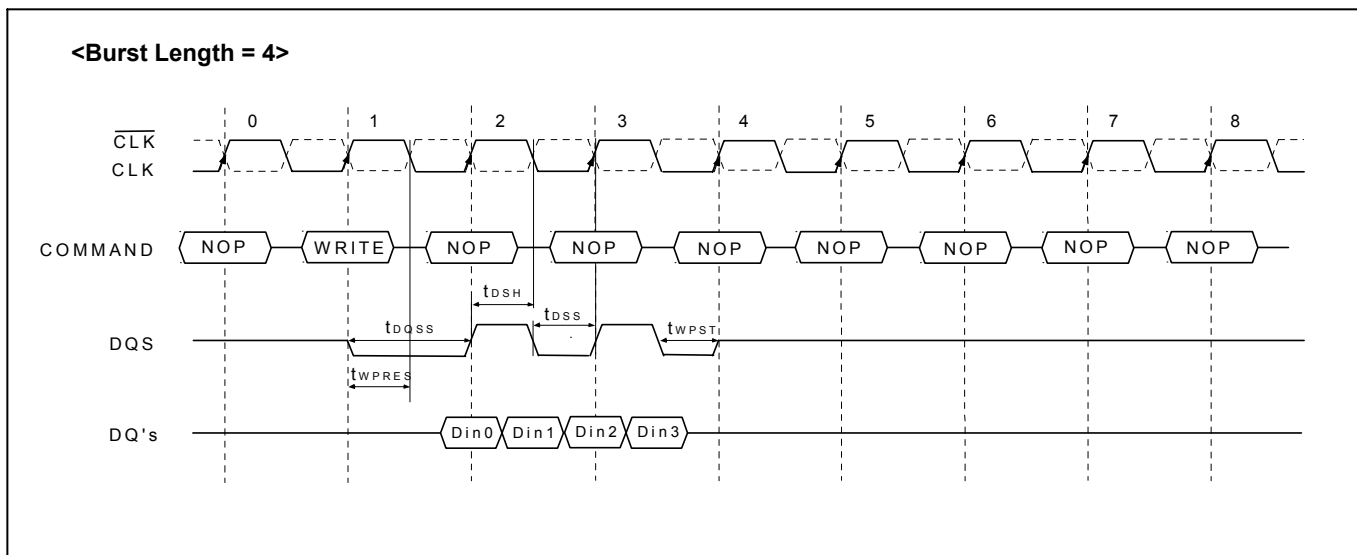 <Burst Length = 4>
0 1 2 3 4 5 6 7 8
CLK
CLK
COMMAND NOP WRITE NOP NOP NOP NOP NOP NOP NOP
tDSH
tDQSS tDSS tWPST
DQS
tWPRES
DQ's Din0 Din1 Din2 Din3